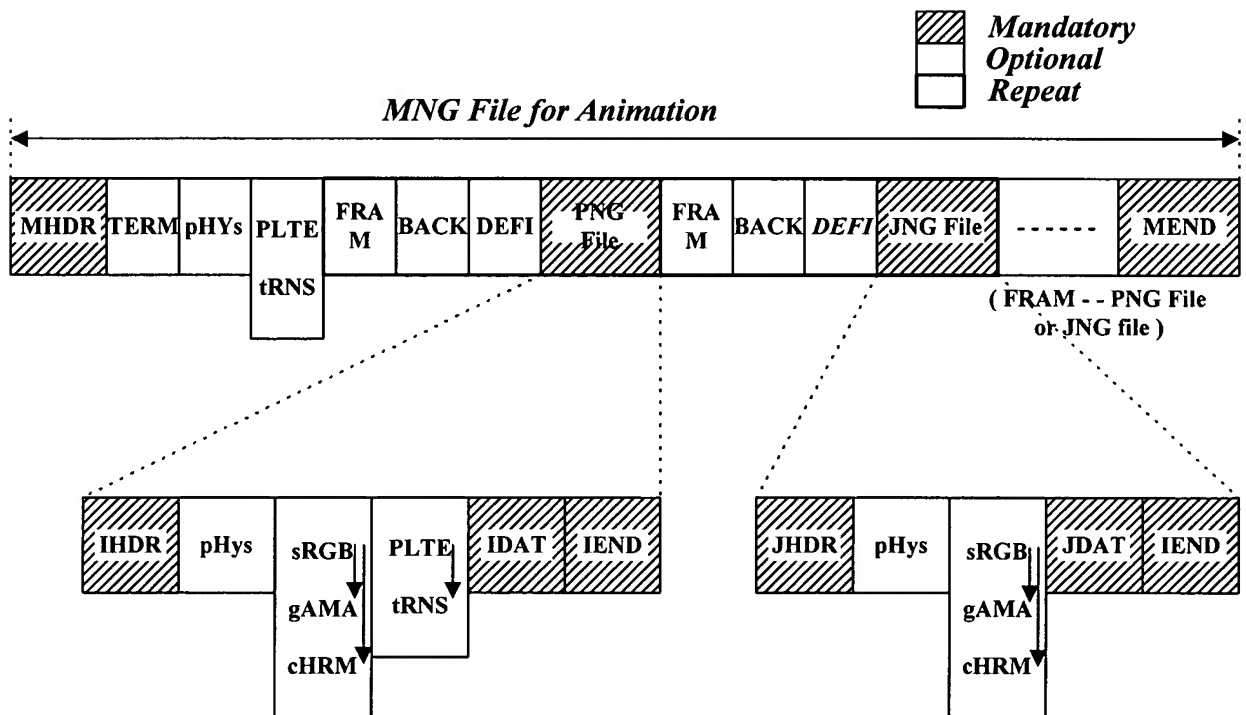 Mandatory
Optional
Repeat
MNG File for Animation
MHDR TERM pHYs PLTE FRA BACK DEFI PNG FRA BACK DEFI JNG File - - - - - - MEND
M File M
tRNS
( FRAM - - PNG File
or JNG file )
IHDR pHys sRGB PLTE IDAT IEND JHDR pHys sRGB JDAT IEND
gAMA tRNS gAMA
cHRM cHRM